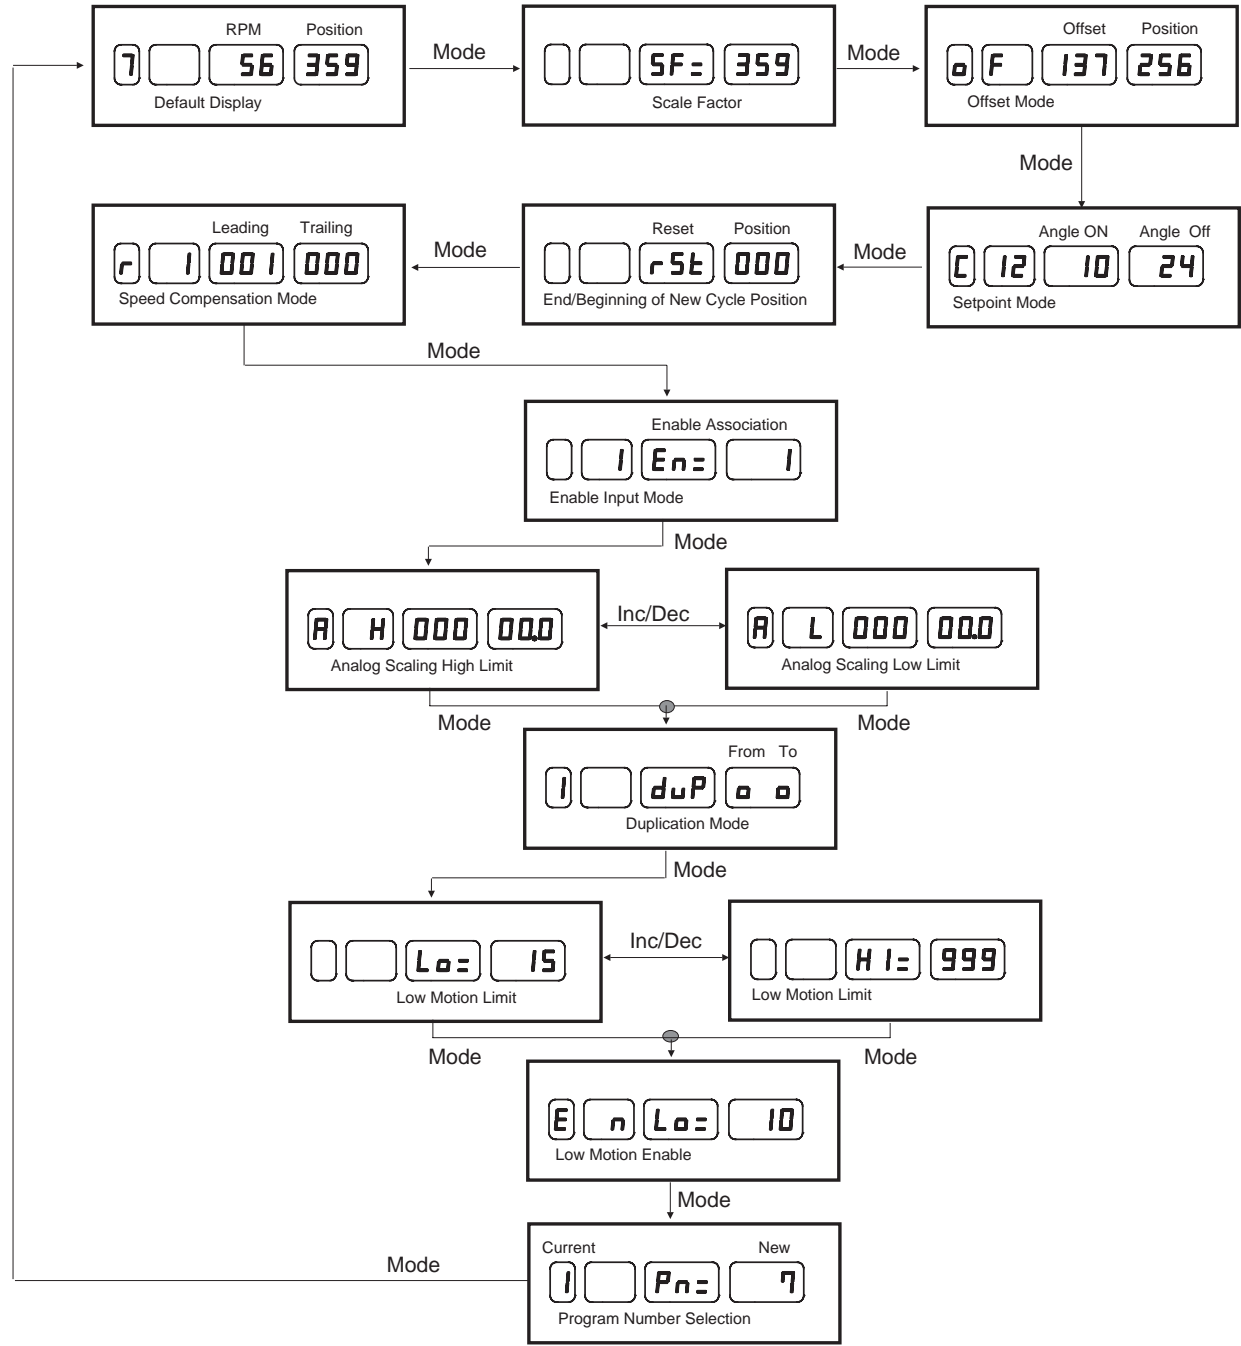 RPM Position
7 56 359
Default Display
Mode
SF= 359
Scale Factor
Mode
Offset Position
o F 137 256
Offset Mode
Mode
Angle ON Angle Off
C 12 10 24
Setpoint Mode
Mode
Reset Position
rSt 000
End/Beginning of New Cycle Position
Mode
Leading Trailing
r 1 001 000
Speed Compensation Mode
Mode
Enable Association
1 En= 1
Enable Input Mode
Mode
A H 000 00.0
Analog Scaling High Limit
Inc/Dec
A L 000 00.0
Analog Scaling Low Limit
Mode
Mode
From To
1 duP o o
Duplication Mode
Mode
Lo= 15
Low Motion Limit
Inc/Dec
HI= 999
Low Motion Limit
Mode
Mode
E n Lo= 10
Low Motion Enable
Mode
Current New
1 Pn= 7
Program Number Selection
Mode